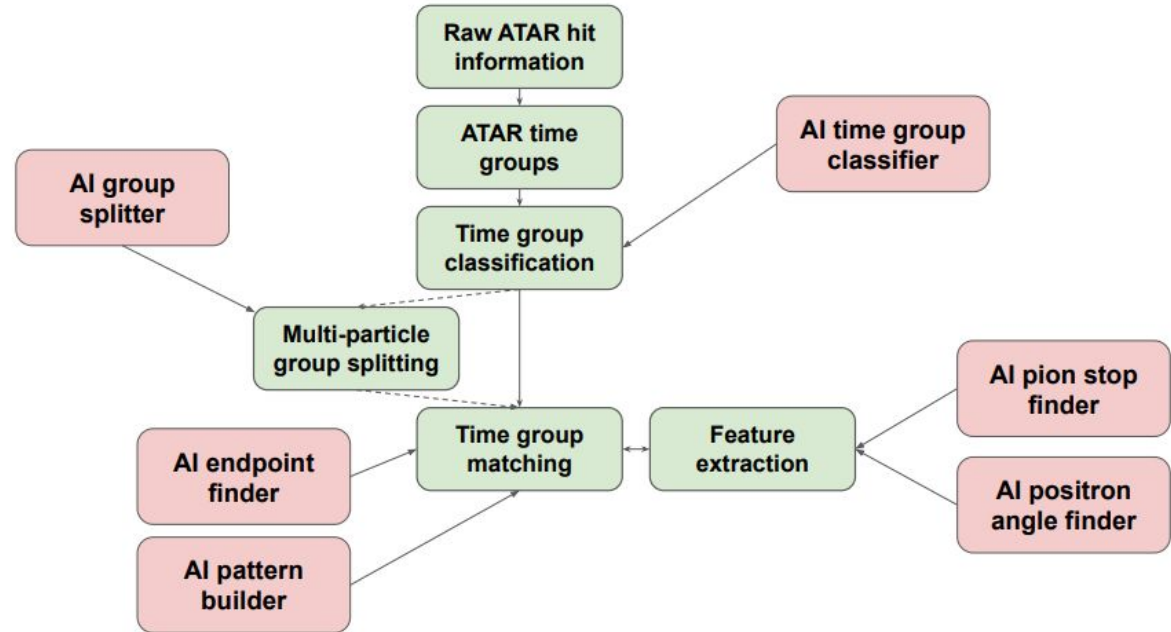 Raw ATAR hit
information
ATAR time
groups
AI time group
classifier
AI group
splitter
Time group
classification
Multi-particle
group splitting
AI pion stop
finder
Time group
matching
Feature
extraction
AI endpoint
finder
AI positron
angle finder
AI pattern
builder